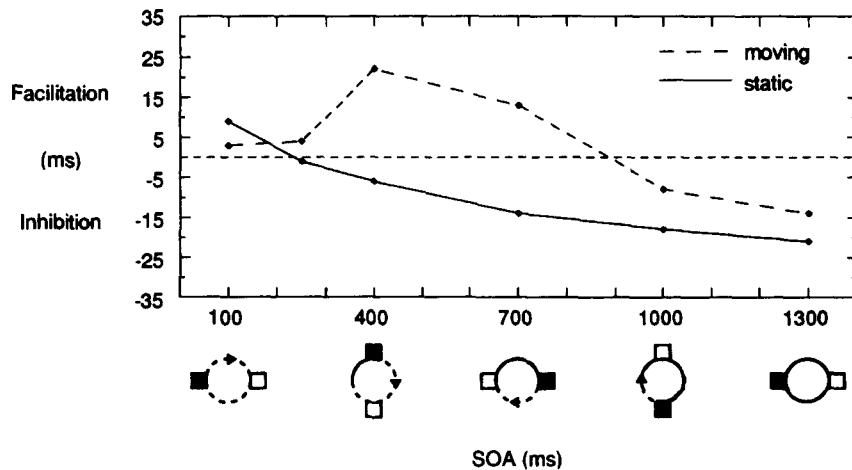 35
25
15
5
-5
-15
-25
-35
Facilitation
(ms)
Inhibition
moving
static
100 400 700 1000 1300
SOA (ms)